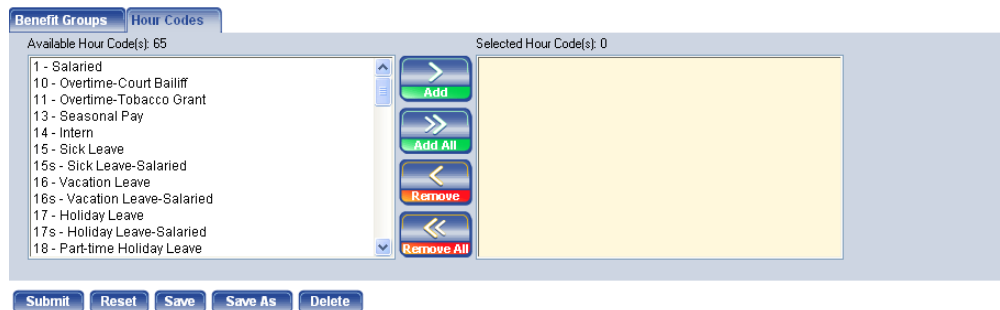 Benefit Groups Hour Codes
Available Hour Code(s): 65 Selected Hour Code(s): 0
1 - Salaried
10 - Overtime-Court Bailiff
11 - Overtime-Tobacco Grant
13 - Seasonal Pay
14 - Intern
15 - Sick Leave
15s - Sick Leave-Salaried
16 - Vacation Leave
16s - Vacation Leave-Salaried
17 - Holiday Leave
17s - Holiday Leave-Salaried
18 - Part-time Holiday Leave
Add
Add All
Remove
Remove All
Submit Reset Save Save As Delete